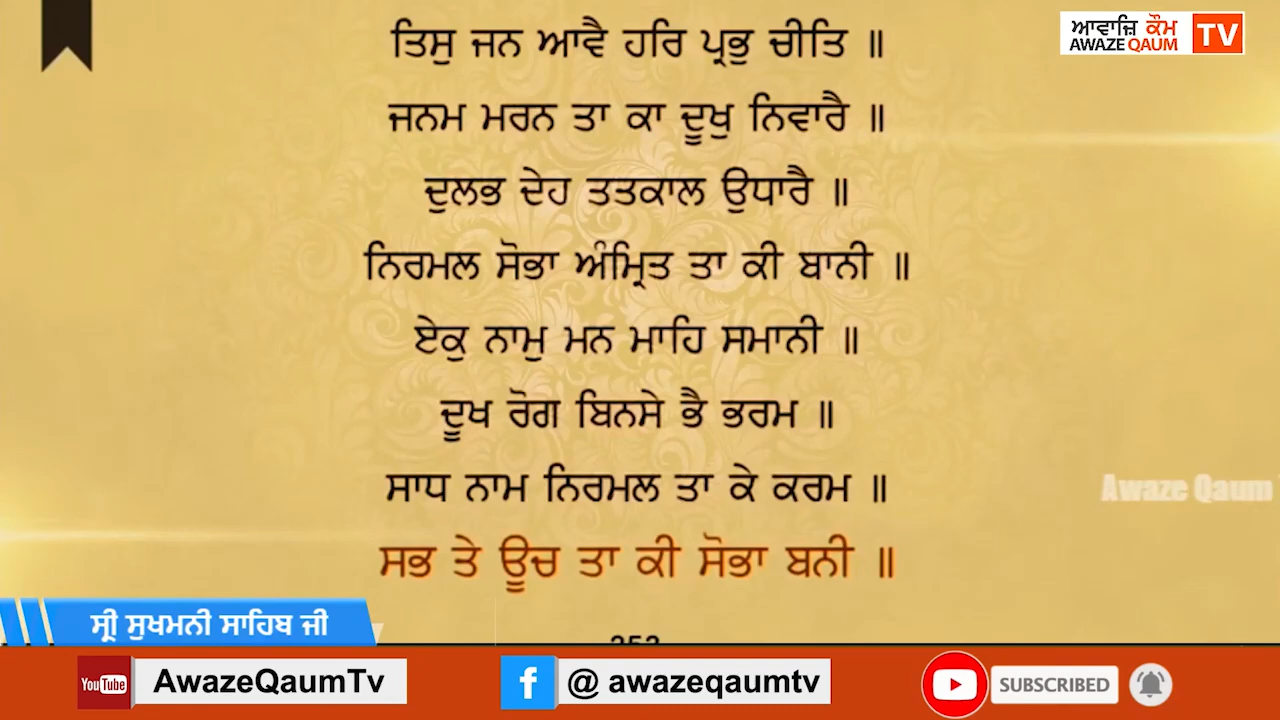 ਆਵਾਜ਼ਿ ਕੌਮ
AWAZE QAUM
TV
ਤਿਸੁ ਜਨ ਆਵੈ ਹਰਿ ਪ੍ਰਭੁ ਚੀਤਿ ॥
ਜਨਮ ਮਰਨ ਤਾ ਕਾ ਦੂਖੁ ਨਿਵਾਰੈ ॥
ਦੁਲਭ ਦੇਹ ਤਤਕਾਲ ਉਧਾਰੈ ॥
ਨਿਰਮਲ ਸੋਭਾ ਅੰਮ੍ਰਿਤ ਤਾ ਕੀ ਬਾਨੀ ॥
ਏਕੁ ਨਾਮੁ ਮਨ ਮਾਹਿ ਸਮਾਨੀ ॥
ਦੂਖ ਰੋਗ ਬਿਨਸੇ ਭੈ ਭਰਮ ॥
ਸਾਧ ਨਾਮ ਨਿਰਮਲ ਤਾ ਕੇ ਕਰਮ ॥
Awaze Qaum
ਸਭ ਤੇ ਊਚ ਤਾ ਕੀ ਸੋਭਾ ਬਨੀ ॥
ਸ੍ਰੀ ਸੁਖਮਨੀ ਸਾਹਿਬ ਜੀ
YouTube AwazeQaumTv
f @ awazeqaumtv
SUBSCRIBED